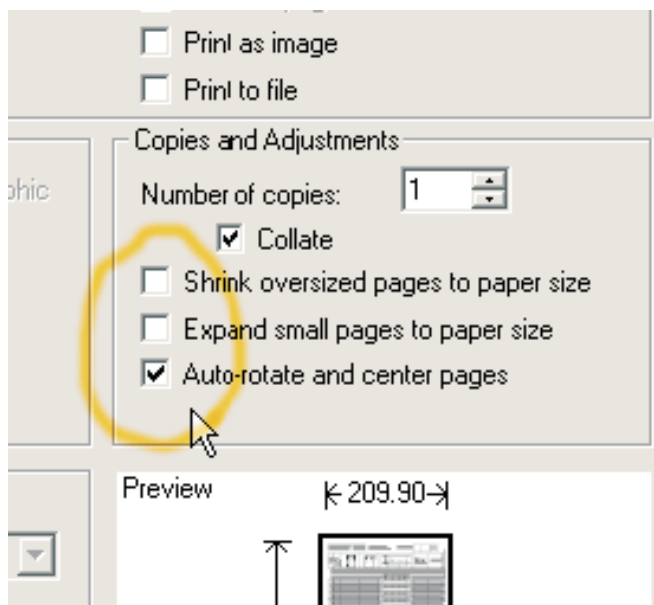 Print as image
Print to file
Copies and Adjustments
Number of copies: 1
Collate
Shrink oversized pages to paper size
Expand small pages to paper size
Auto-rotate and center pages
Preview
209.90